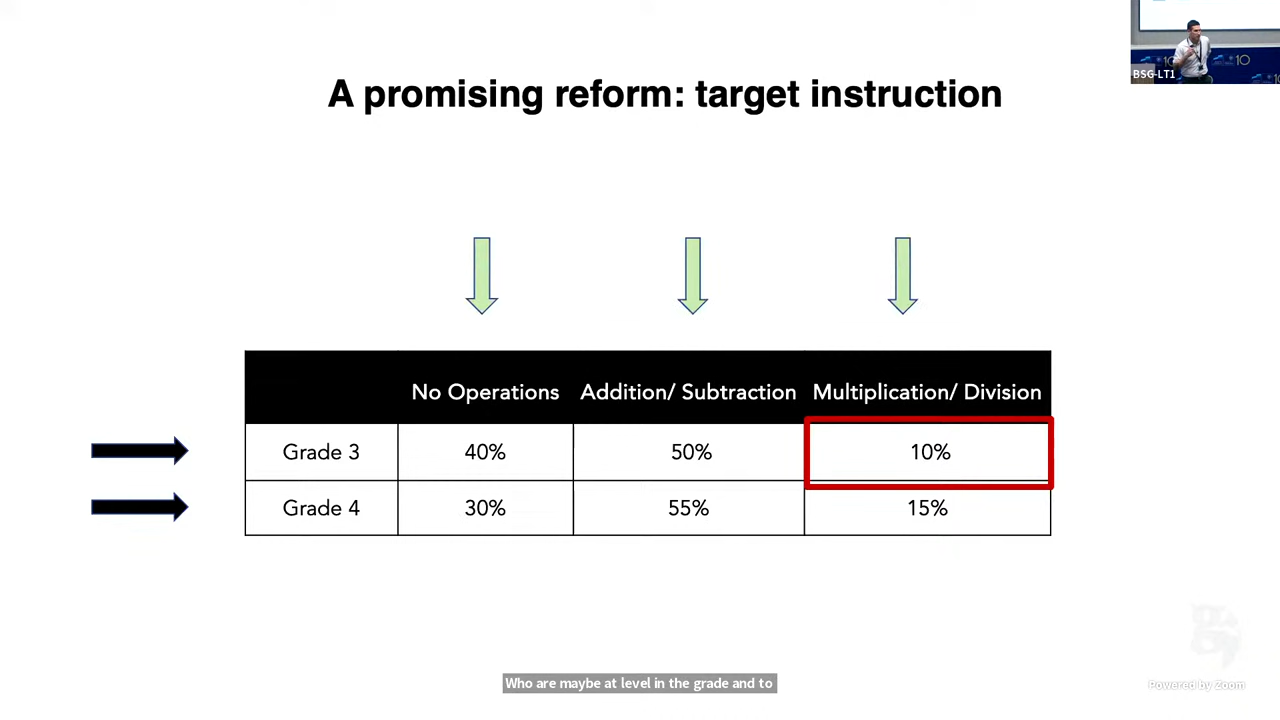 BSG-LT1
10
A promising reform: target instruction
No Operations Addition/ Subtraction Multiplication/ Division
Grade 3 40% 50% 10%
Grade 4 30% 55% 15%
Who are maybe at level in the grade and to
Powered by Zoom